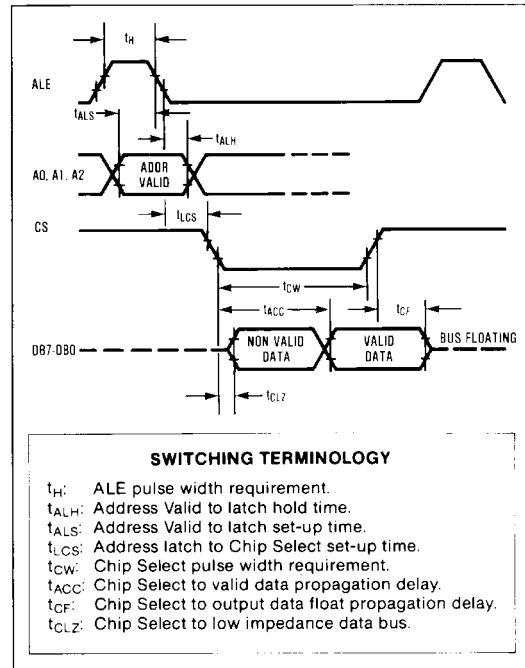 tH
ALE
tALS
tALH
A0, A1, A2
ADDR
VALID
tLCS
CS
tCW
tACC
tCF
DB7-DB0
NON VALID
DATA
VALID
DATA
BUS FLOATING
tCLZ
SWITCHING TERMINOLOGY
tH: ALE pulse width requirement.
tALH: Address Valid to latch hold time.
tALS: Address Valid to latch set-up time.
tLCS: Address latch to Chip Select set-up time.
tCW: Chip Select pulse width requirement.
tACC: Chip Select to valid data propagation delay.
tCF: Chip Select to output data float propagation delay.
tCLZ: Chip Select to low impedance data bus.